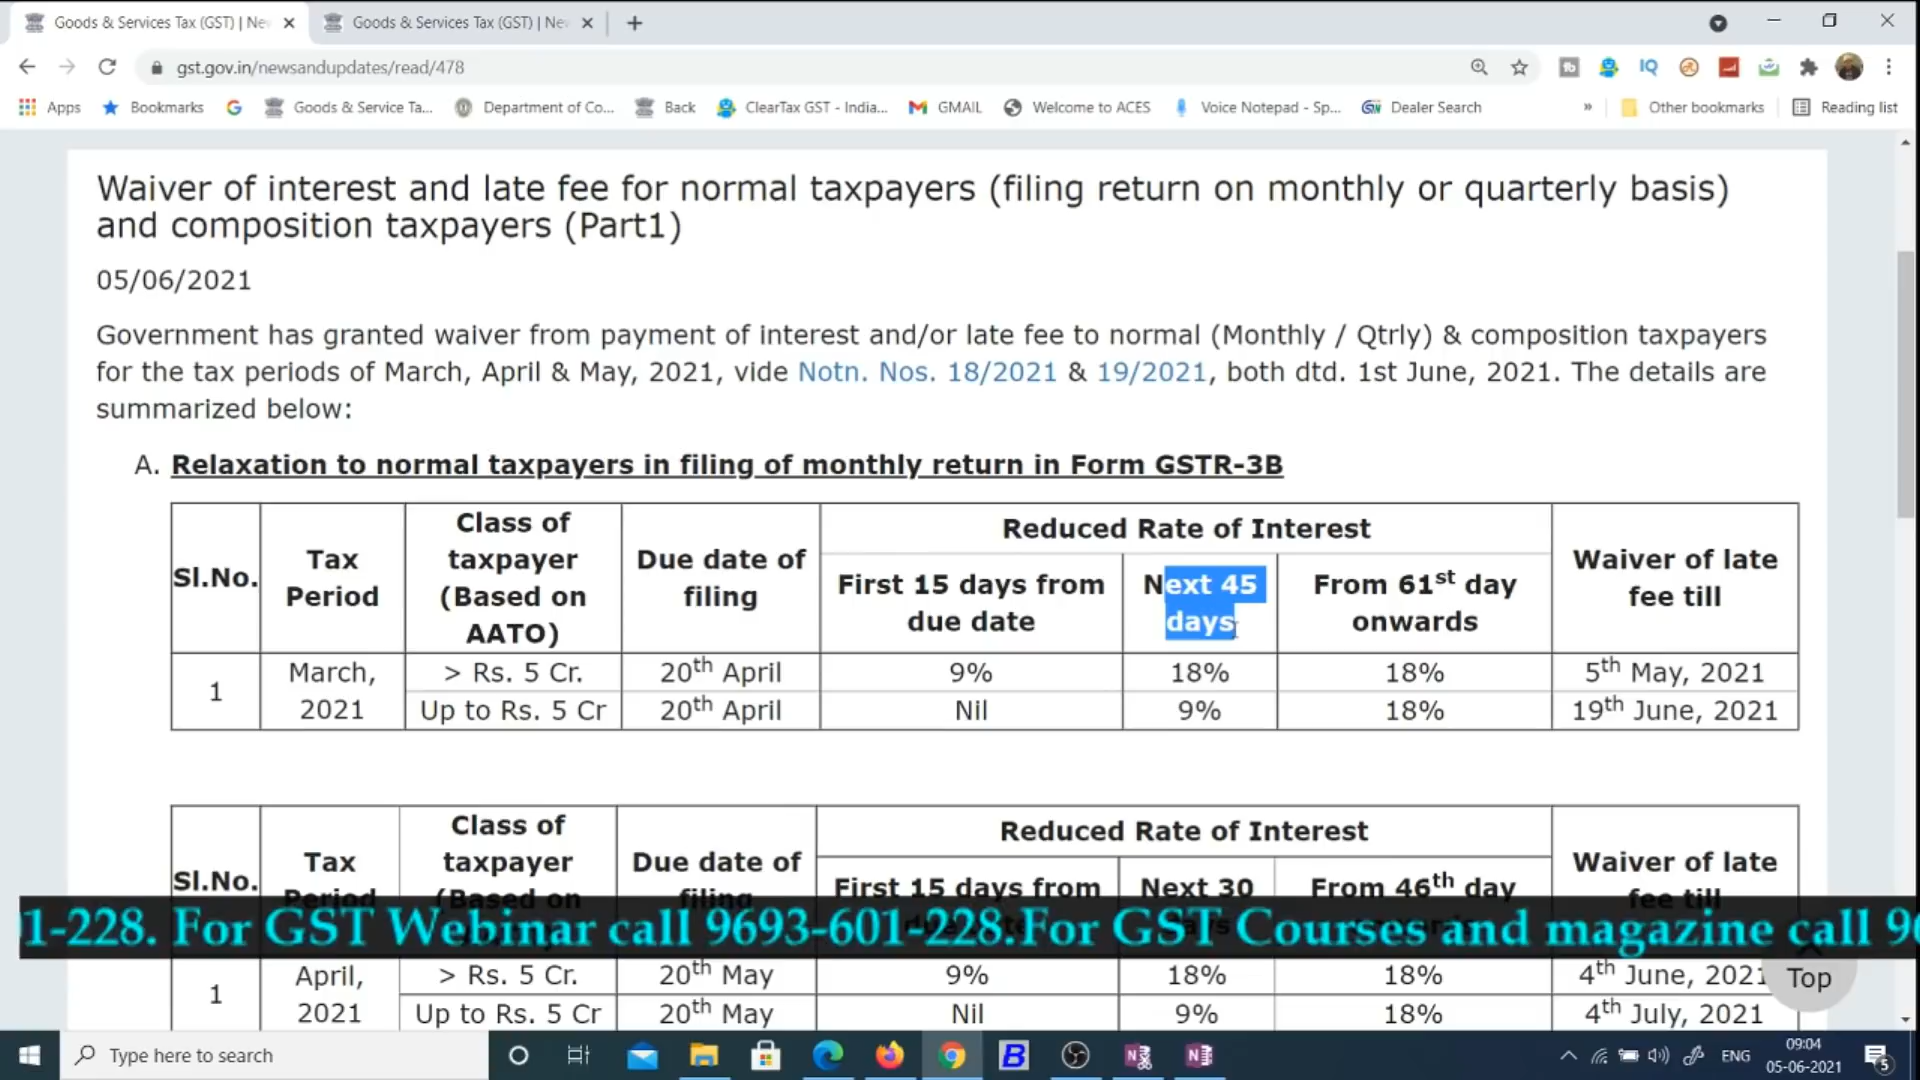 Goods & Services Tax (GST) | Ne
Goods & Services Tax (GST) | Ne
gst.gov.in/newsandupdates/read/478
IQ
Apps
Bookmarks
Goods & Service Ta...
Department of Co...
Back
ClearTax GST - India...
GMAIL
Welcome to ACES
Voice Notepad - Sp...
Dealer Search
»
Other bookmarks
Reading list
Waiver of interest and late fee for normal taxpayers (filing return on monthly or quarterly basis)
and composition taxpayers (Part1)
05/06/2021
Government has granted waiver from payment of interest and/or late fee to normal (Monthly / Qtrly) & composition taxpayers
for the tax periods of March, April & May, 2021, vide Notn. Nos. 18/2021 & 19/2021, both dtd. 1st June, 2021. The details are
summarized below:
A. Relaxation to normal taxpayers in filing of monthly return in Form GSTR-3B
Sl.No.
Tax
Period
Class of
taxpayer
(Based on
AATO)
Due date of
filing
Reduced Rate of Interest
First 15 days from
due date
Next 45
days
From 61st day
onwards
Waiver of late
fee till
1
March,
2021
> Rs. 5 Cr.
20th April
9%
18%
18%
5th May, 2021
Up to Rs. 5 Cr
20th April
Nil
9%
18%
19th June, 2021
Sl.No.
Tax
Period
Class of
taxpayer
(Based on
Due date of
filing
Reduced Rate of Interest
First 15 days from
Next 30
From 46th day
Waiver of late
fee till
1-228. For GST Webinar call 9693-601-228.For GST Courses and magazine call 9
1
April,
2021
> Rs. 5 Cr.
20th May
9%
18%
18%
4th June, 2021
Up to Rs. 5 Cr
20th May
Nil
9%
18%
4th July, 2021
Top
Type here to search
ENG
09:04
05-06-2021
5